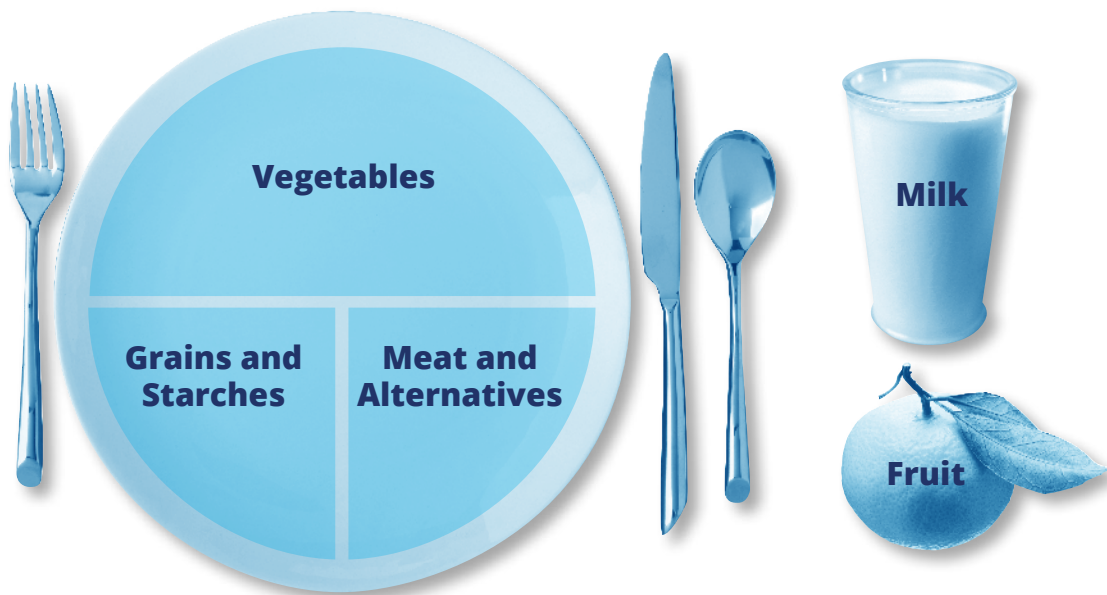 Vegetables
Grains and
Starches
Meat and
Alternatives
Milk
Fruit